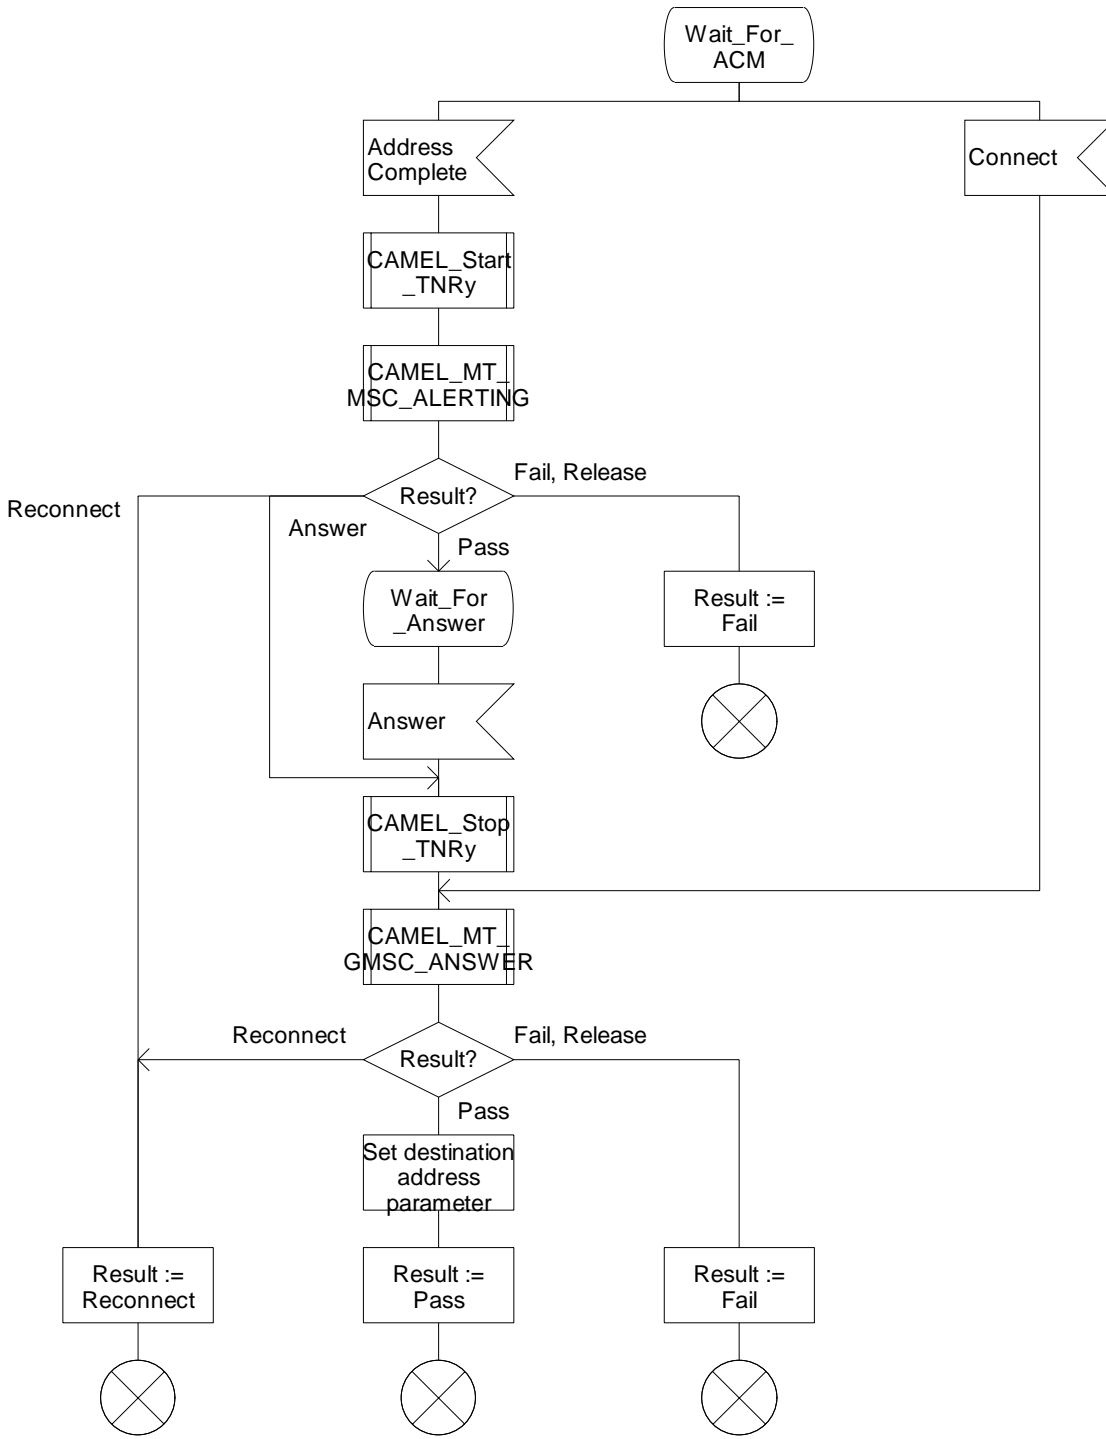 Wait_For_
ACM
Address
Complete
Connect
CAMEL_Start
_TNRy
CAMEL_MT_
MSC_ALERTING
Fail, Release
Result?
Reconnect
Answer
Pass
Wait_For
_Answer
Result :=
Fail
Answer
CAMEL_Stop
_TNRy
CAMEL_MT_
GMSC_ANSWER
Reconnect
Fail, Release
Result?
Pass
Set destination
address
parameter
Result :=
Reconnect
Result :=
Pass
Result :=
Fail